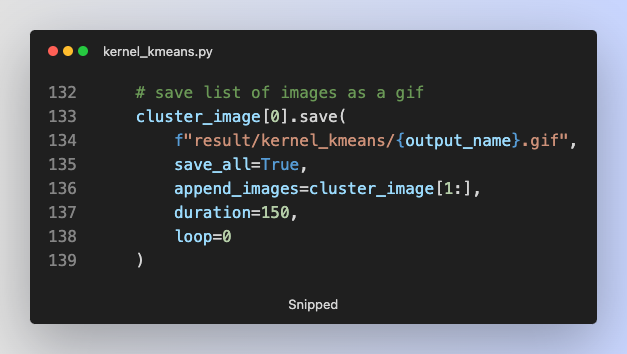 kernel_kmeans.py
132 # save list of images as a gif
133 cluster_image[0].save(
134 f"result/kernel_kmeans/{output_name}.gif",
135 save_all=True,
136 append_images=cluster_image[1:],
137 duration=150,
138 loop=0
139 )
Snipped